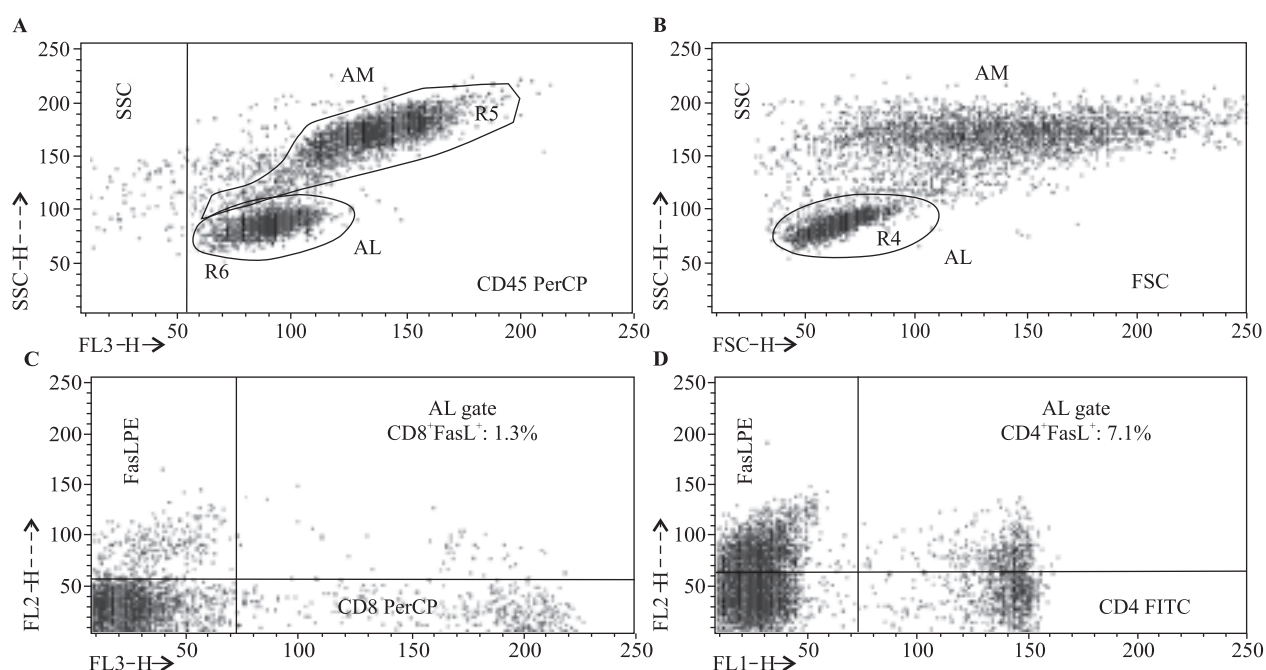 A
B
250
200
150
100
50
SSC
AM
R5
R6
AL
CD45 PerCP
SSC-H
50 100 150 200 250
FL3-H
250
200
150
100
50
SSC
AM
R4
AL
FSC
SSC-H
50 100 150 200 250
FSC-H
C
D
250
200
150
100
50
FasLPE
AL gate
CD8+FasL+: 1.3%
CD8 PerCP
FL2-H
50 100 150 200 250
FL3-H
250
200
150
100
50
FasLPE
AL gate
CD4+FasL+: 7.1%
CD4 FITC
FL2-H
50 100 150 200 250
FL1-H